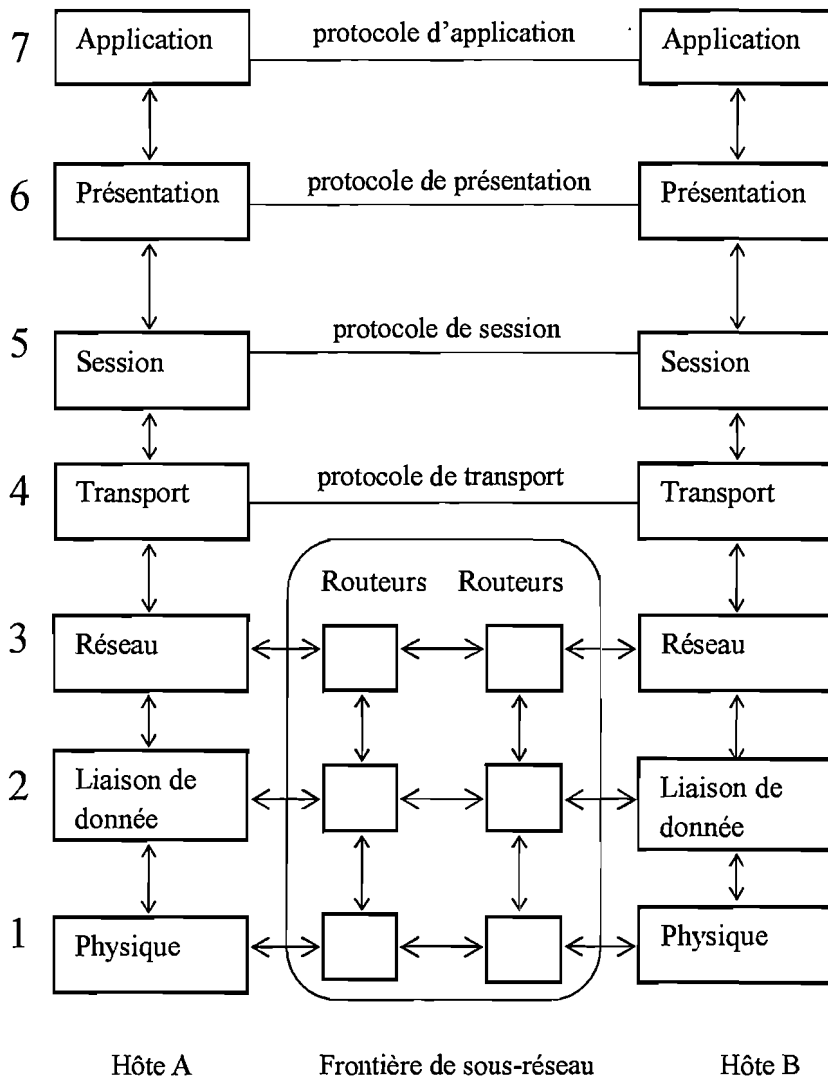 7 Application protocole d'application Application
6 Présentation protocole de présentation Présentation
5 Session protocole de session Session
4 Transport protocole de transport Transport
Routeurs Routeurs
3 Réseau Réseau
2 Liaison de donnée Liaison de donnée
1 Physique Physique
Hôte A Frontière de sous-réseau Hôte B